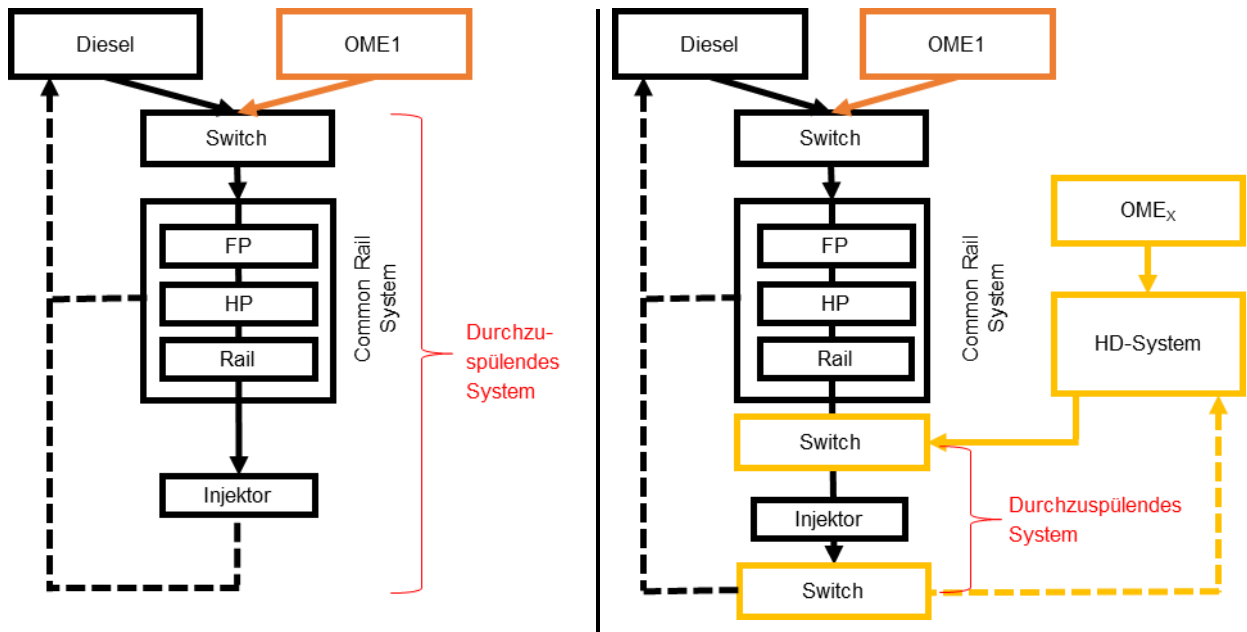 Diesel
OME1
Switch
FP
HP
Rail
Common Rail
System
Durchzu-
spülendes
System
Injektor
Diesel
OME1
Switch
FP
HP
Rail
Common Rail
System
OMEₓ
HD-System
Switch
Injektor
Durchzuspülendes
System
Switch